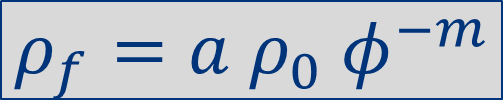 ρ_f = a ρ_0 ϕ^{-m}